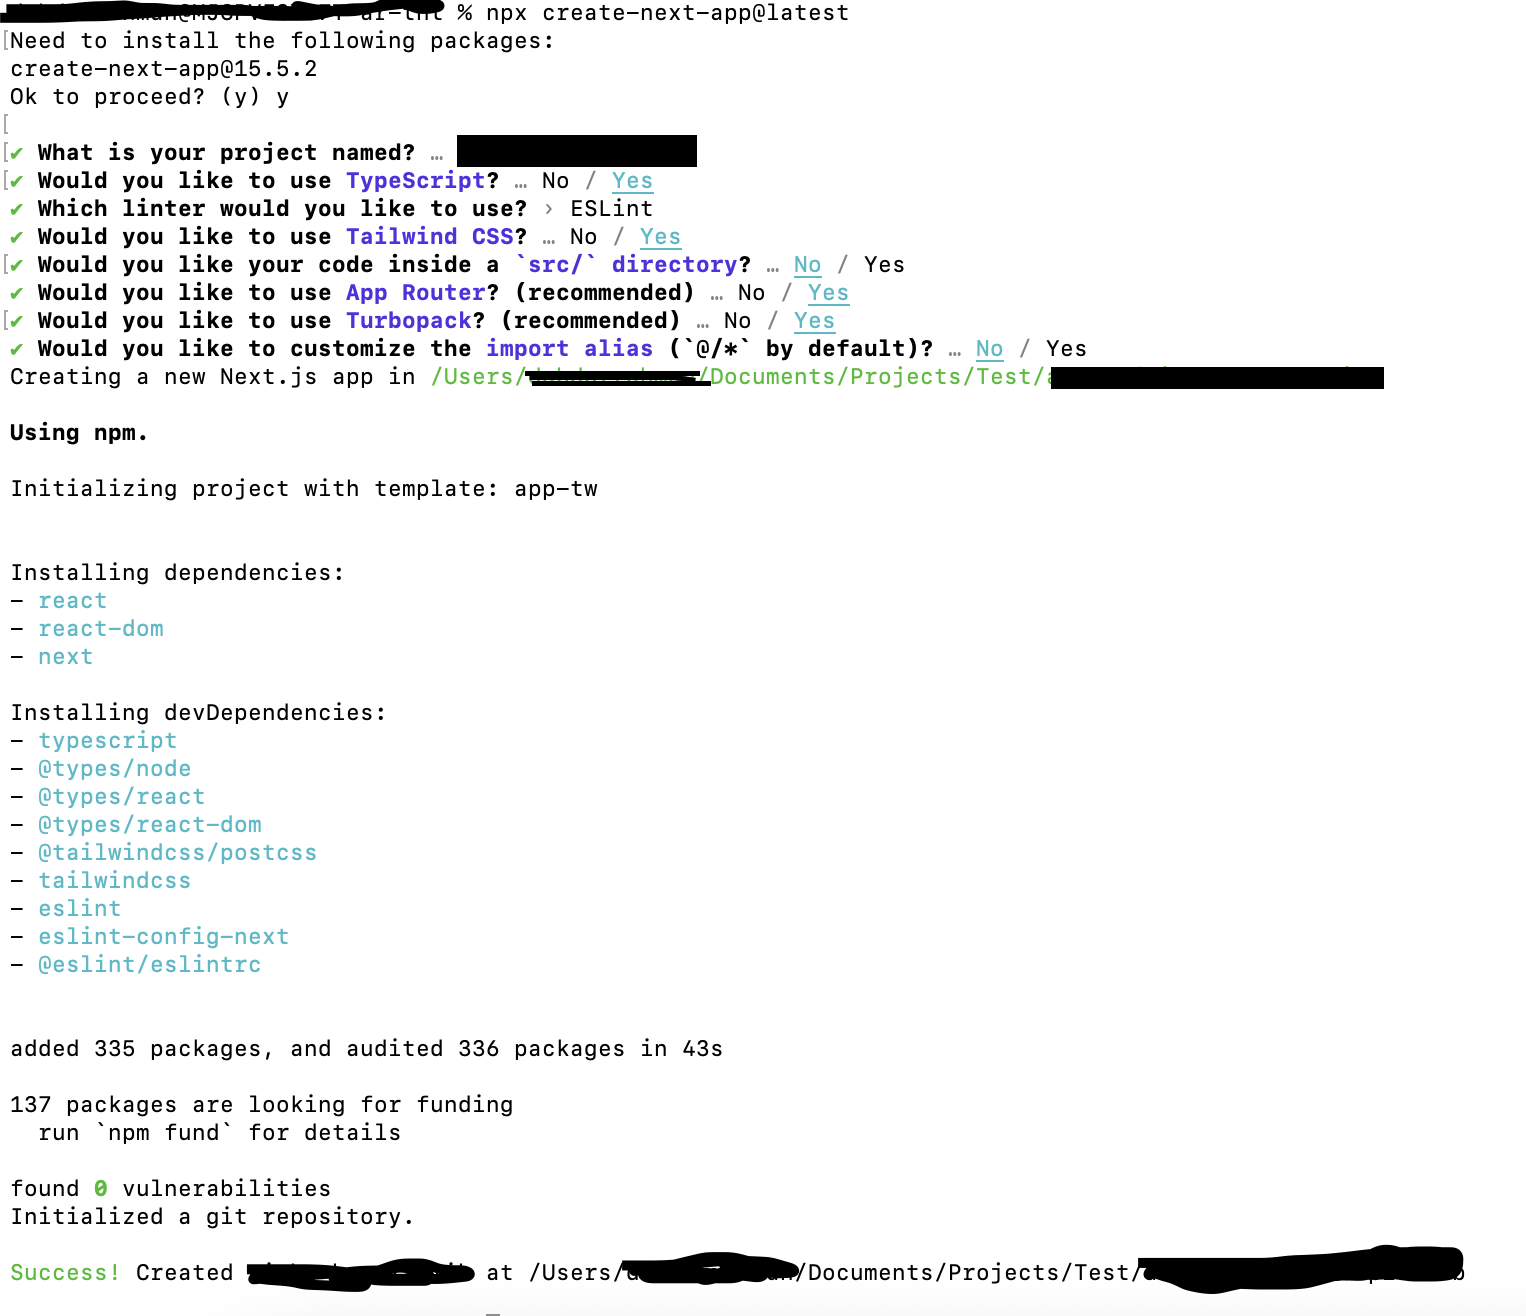 % npx create-next-app@latest
Need to install the following packages:
create-next-app@15.5.2
Ok to proceed? (y) y
✔ What is your project named? …
✔ Would you like to use TypeScript? … No / Yes
✔ Which linter would you like to use? › ESLint
✔ Would you like to use Tailwind CSS? … No / Yes
✔ Would you like your code inside a `src/` directory? … No / Yes
✔ Would you like to use App Router? (recommended) … No / Yes
✔ Would you like to use Turbopack? (recommended) … No / Yes
✔ Would you like to customize the import alias (`@/*` by default)? … No / Yes
Creating a new Next.js app in /Users/ /Documents/Projects/Test/
Using npm.
Initializing project with template: app-tw
Installing dependencies:
- react
- react-dom
- next
Installing devDependencies:
- typescript
- @types/node
- @types/react
- @types/react-dom
- @tailwindcss/postcss
- tailwindcss
- eslint
- eslint-config-next
- @eslint/eslintrc
added 335 packages, and audited 336 packages in 43s
137 packages are looking for funding
run `npm fund` for details
found 0 vulnerabilities
Initialized a git repository.
Success! Created at /Users/ /Documents/Projects/Test/